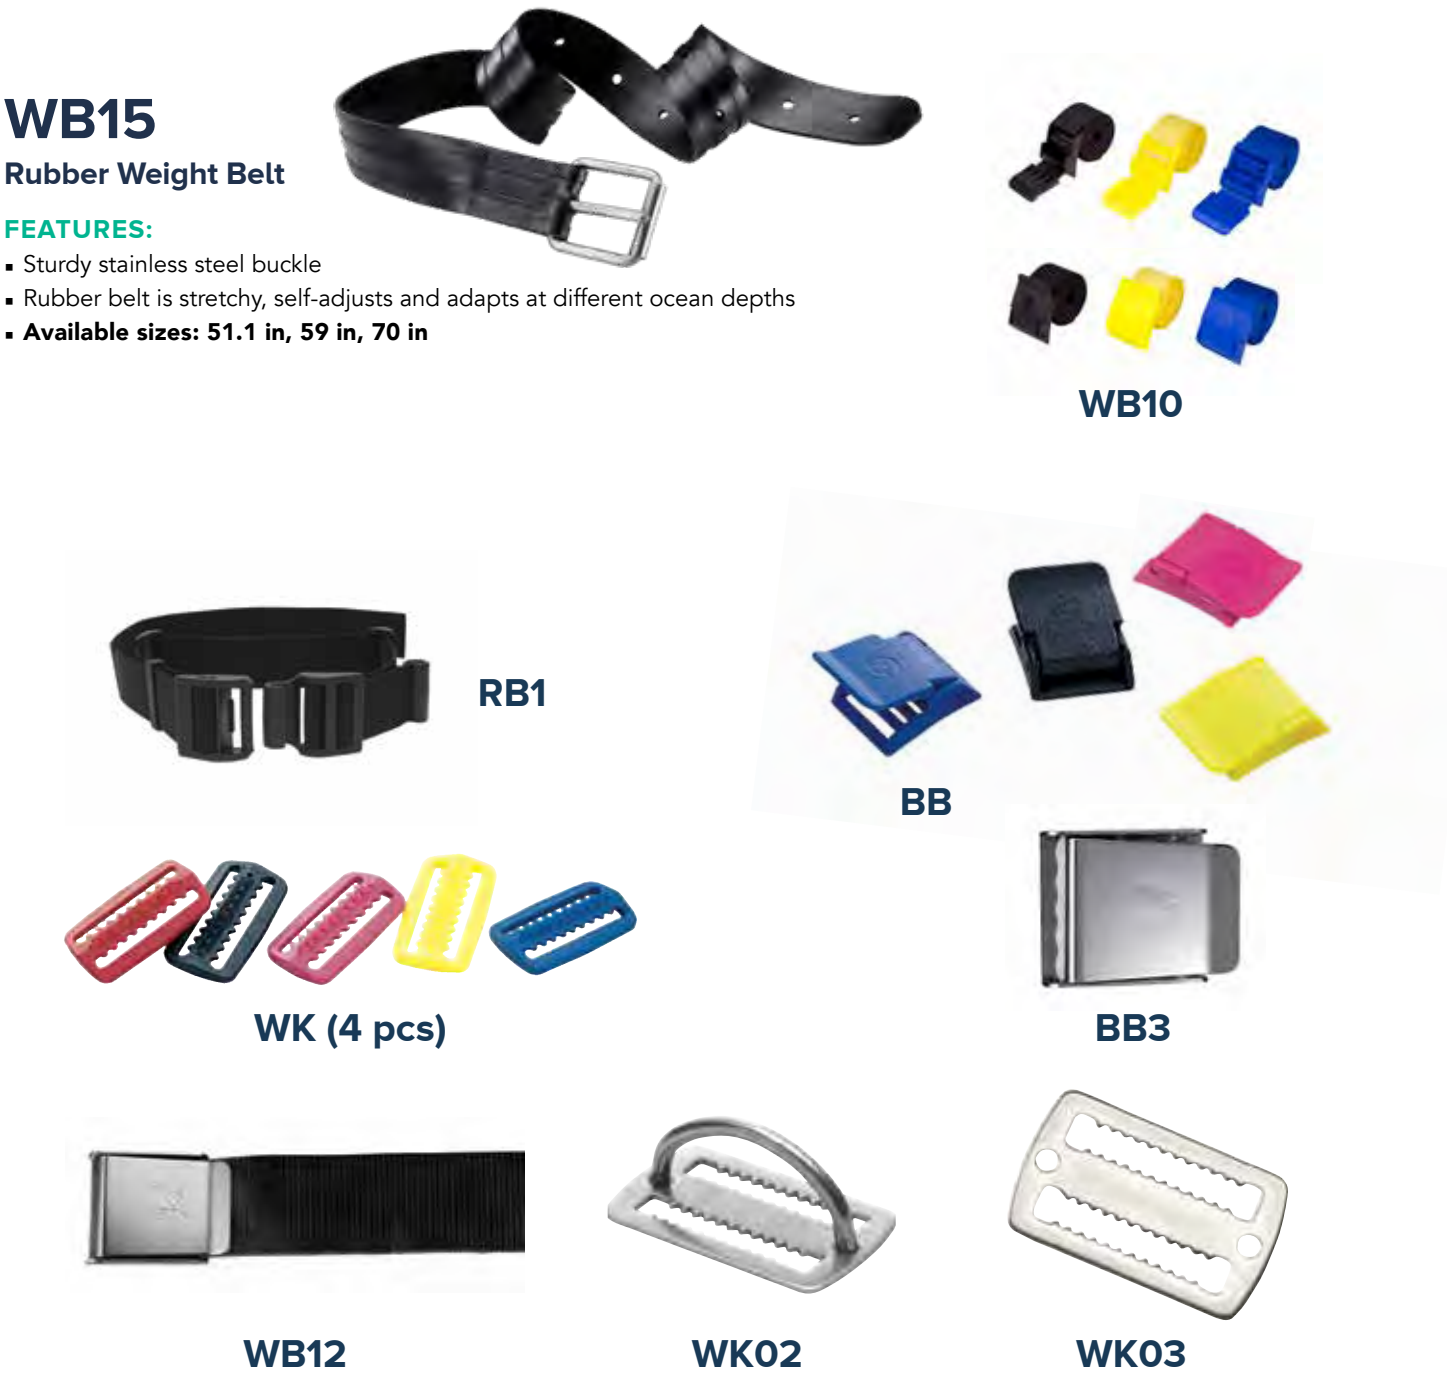 WB15
Rubber Weight Belt
FEATURES:
▪ Sturdy stainless steel buckle
▪ Rubber belt is stretchy, self-adjusts and adapts at different ocean depths
▪ Available sizes: 51.1 in, 59 in, 70 in
WB10
RB1
BB
WK (4 pcs)
BB3
WB12
WK02
WK03